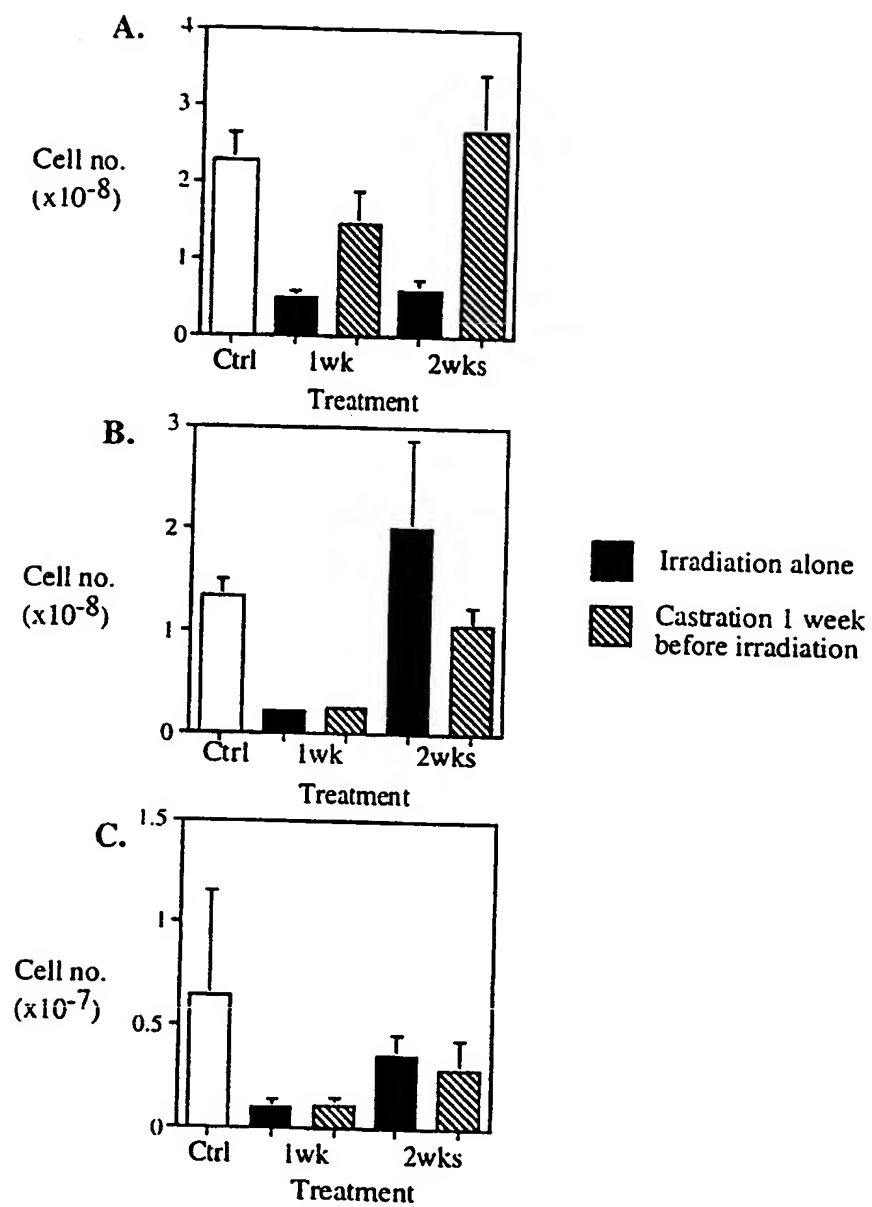 A.
4
3
2
1
0
Cell no.
(x10-8)
Ctrl 1wk 2wks
Treatment
B.
3
2
1
0
Cell no.
(x10-8)
Ctrl 1wk 2wks
Treatment
Irradiation alone
Castration 1 week
before irradiation
C.
1.5
1
0.5
0
Cell no.
(x10-7)
Ctrl 1wk 2wks
Treatment